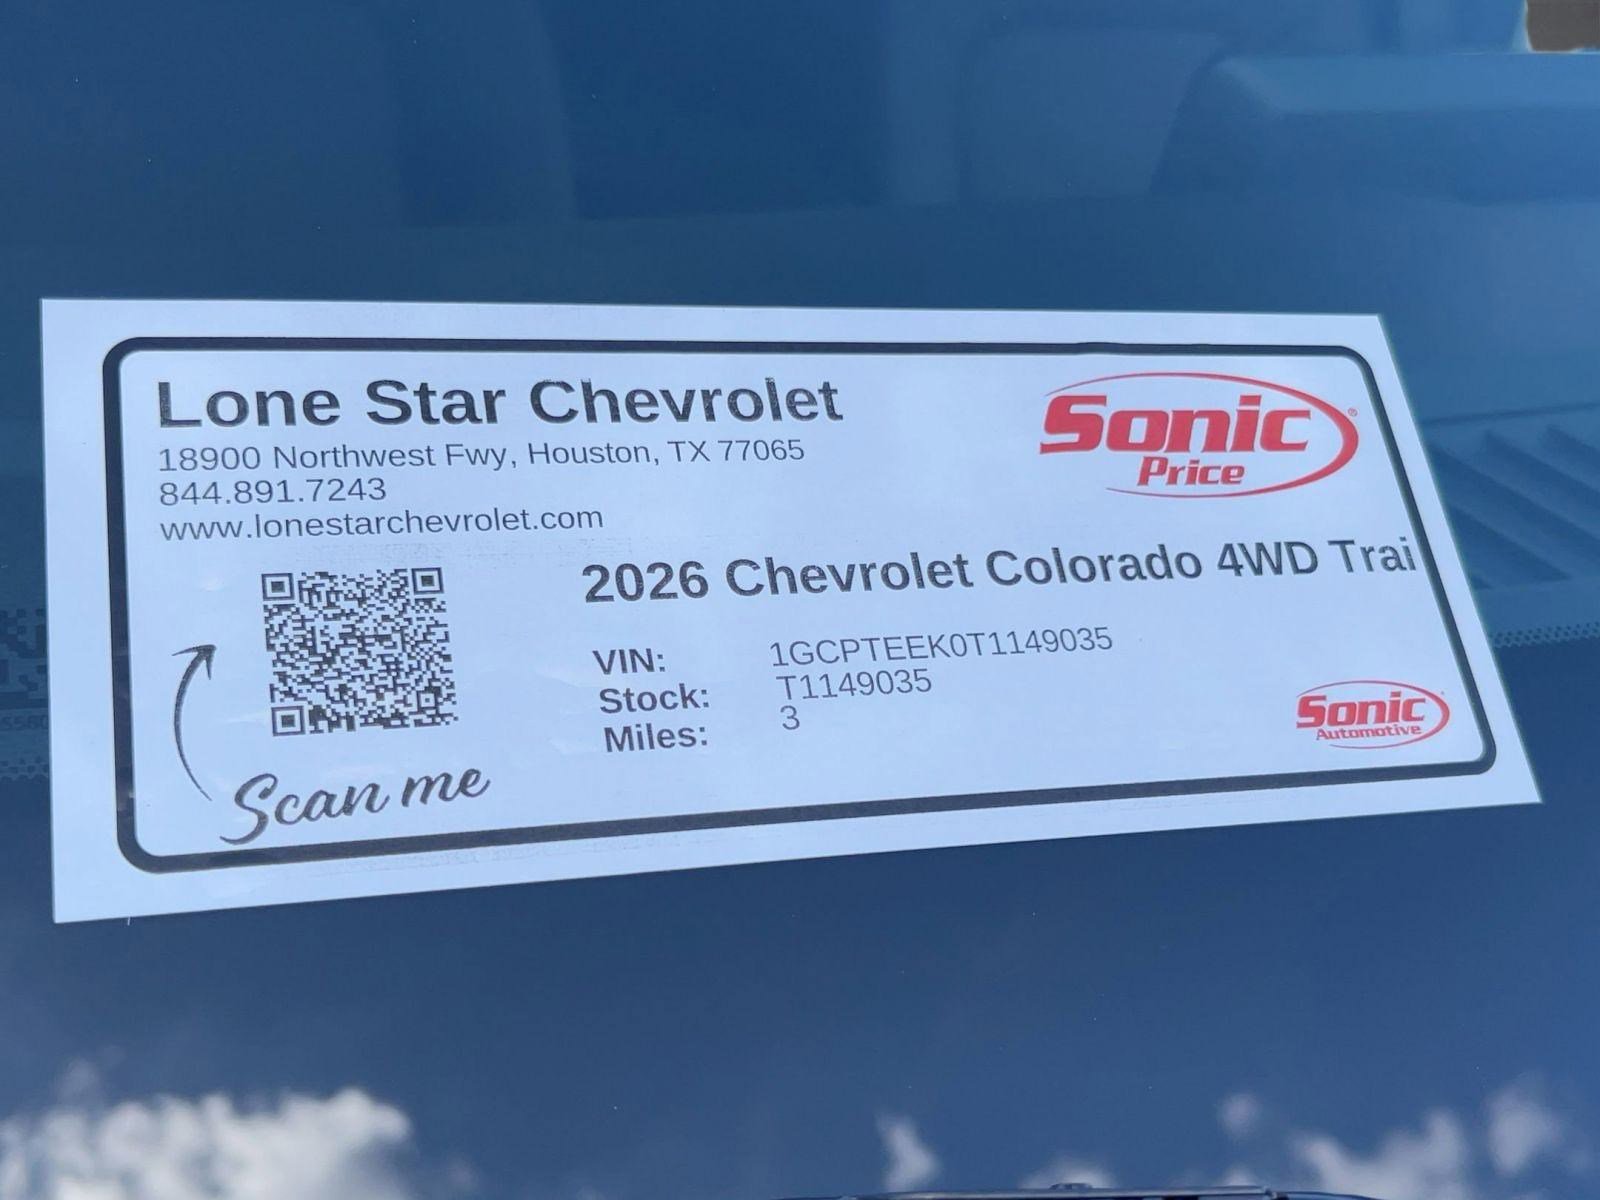 Lone Star Chevrolet
18900 Northwest Fwy, Houston, TX 77065
844.891.7243
www.lonestarchevrolet.com
Sonic®
Price
2026 Chevrolet Colorado 4WD Trai
VIN: 1GCPTEEK0T1149035
Stock: T1149035
Miles: 3
Scan me
Sonic
Automotive